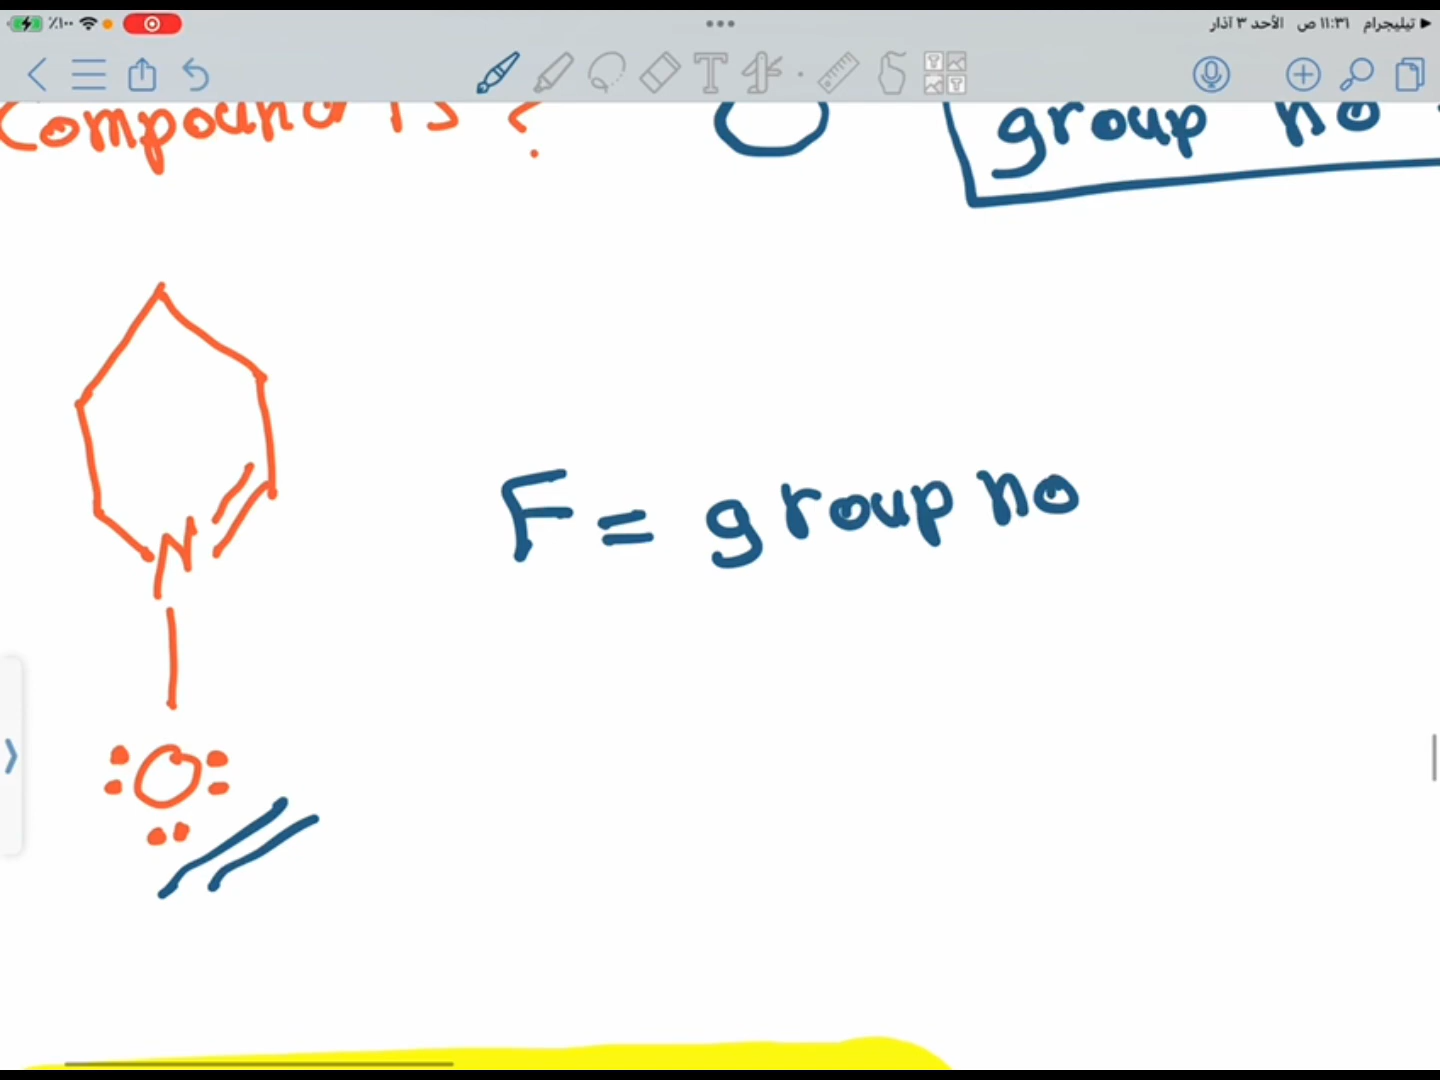 ٪١٠٠
الأحد ٣ آذار ١١:٣١ ص تيليجرام
T
Compound is ?
group no
N
O
F = group no